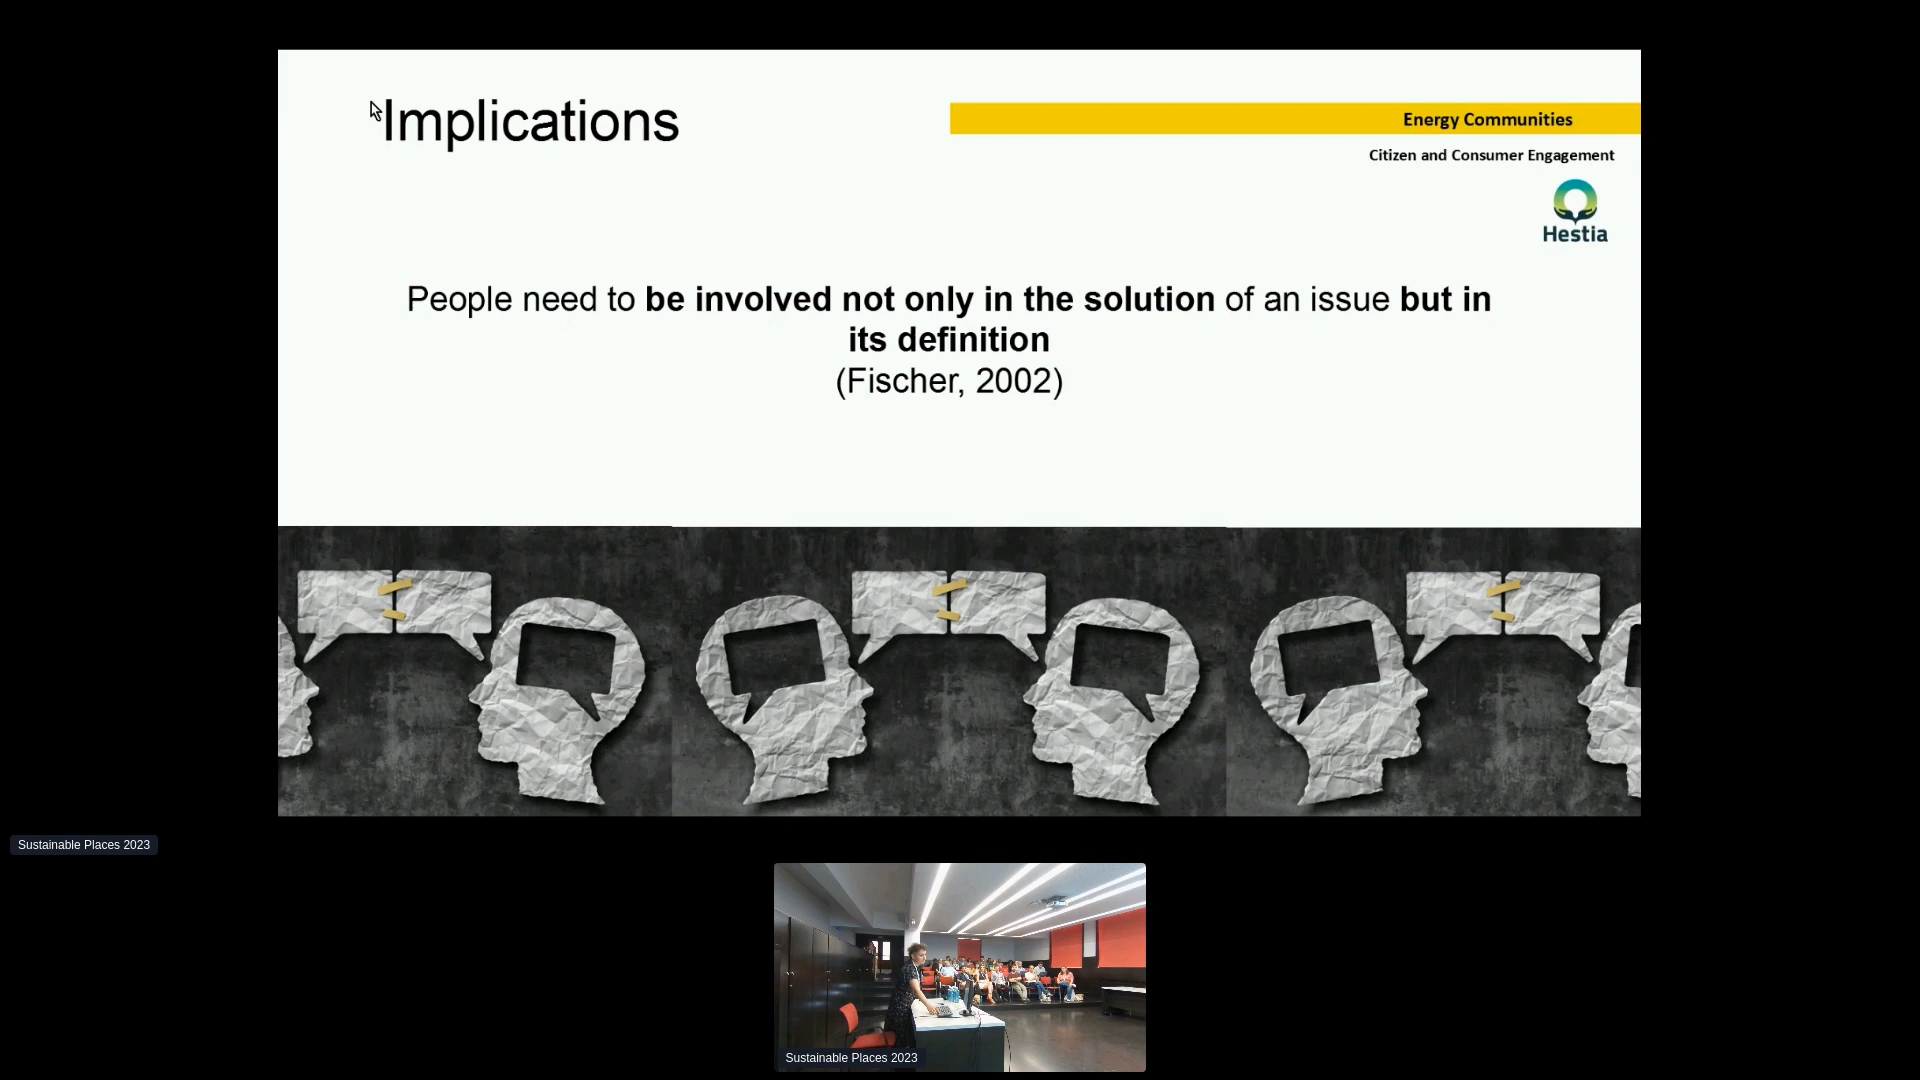 Implications
Energy Communities
Citizen and Consumer Engagement
Hestia
People need to be involved not only in the solution of an issue but in
its definition
(Fischer, 2002)
Sustainable Places 2023
Sustainable Places 2023